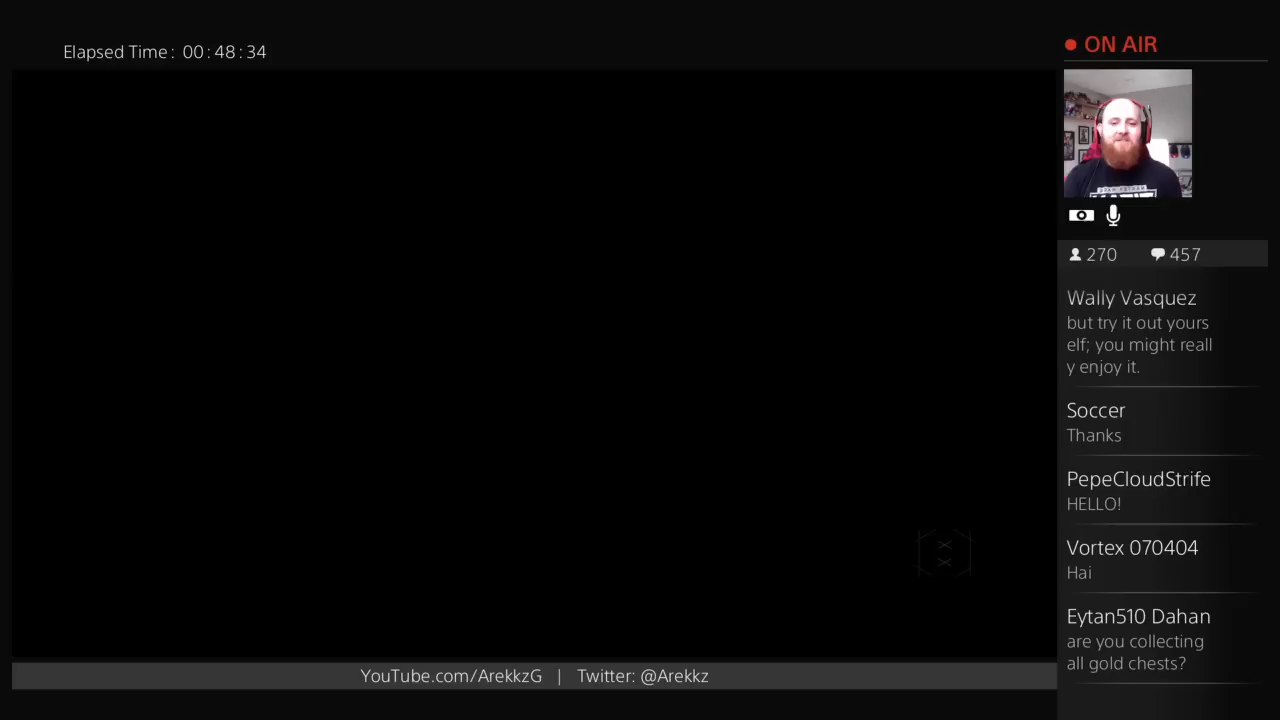 Elapsed Time: 00:48:34
ON AIR
270 457
Wally Vasquez
but try it out yours
elf; you might reall
y enjoy it.
Soccer
Thanks
PepeCloudStrife
HELLO!
Vortex 070404
Hai
Eytan510 Dahan
are you collecting
all gold chests?
YouTube.com/ArekkzG | Twitter: @Arekkz